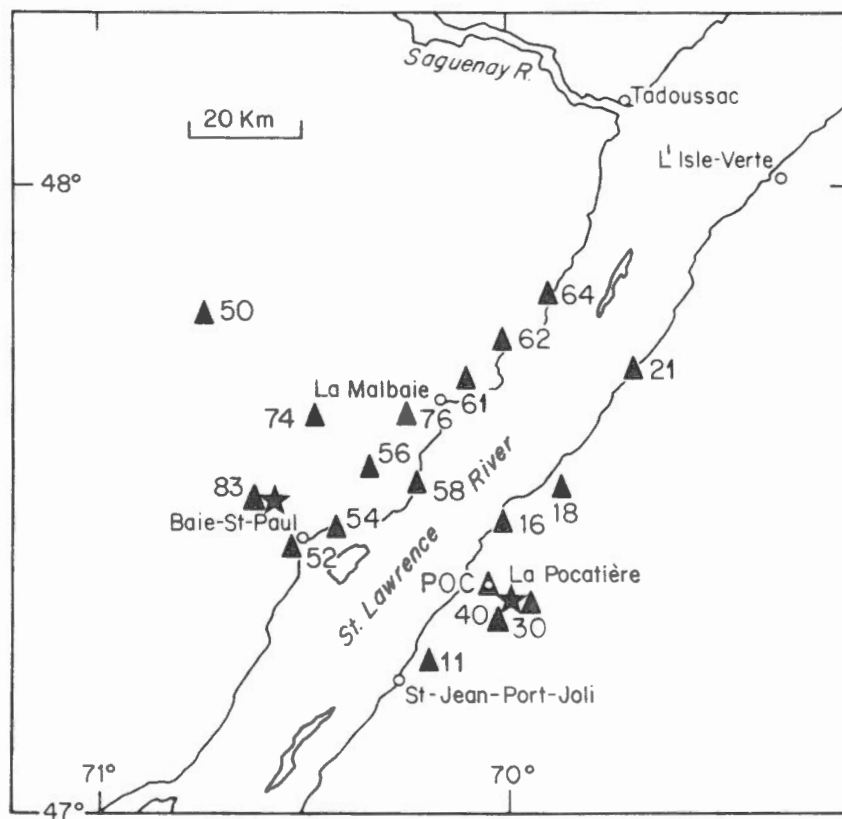 Saguenay R.
Tadoussac
20 Km
L'Isle-Verte
48°
50
64
62
21
La Malbaie
61
74
76
56
58
18
83
River
St. Lawrence
Baie-St-Paul
54
16
52
POC
La Pocatière
40
30
11
St-Jean-Port-Joli
71°
70°
47°